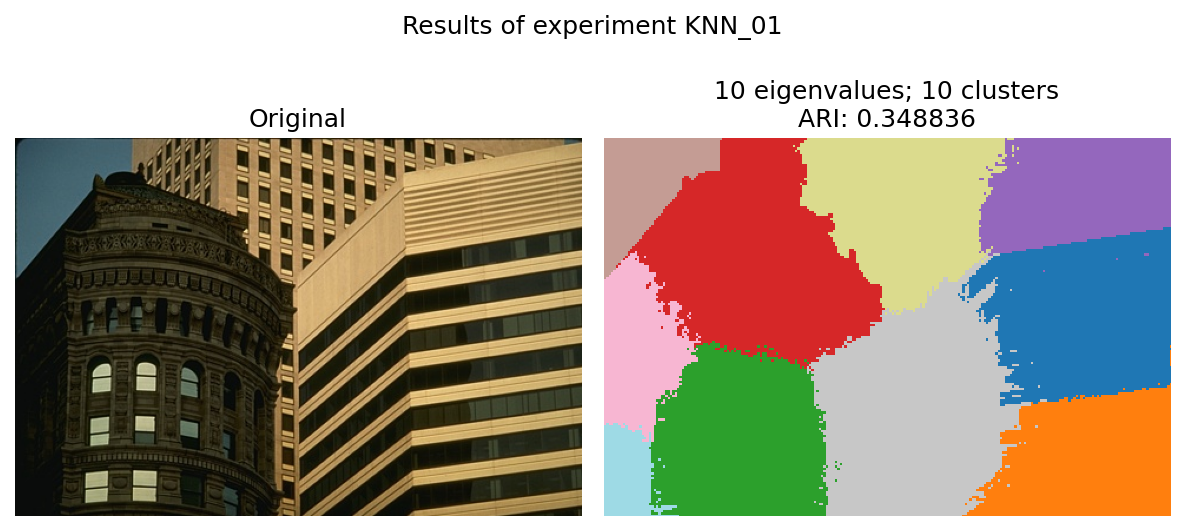 Results of experiment KNN_01
Original
10 eigenvalues; 10 clusters
ARI: 0.348836